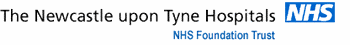 The Newcastle upon Tyne Hospitals NHS
NHS Foundation Trust